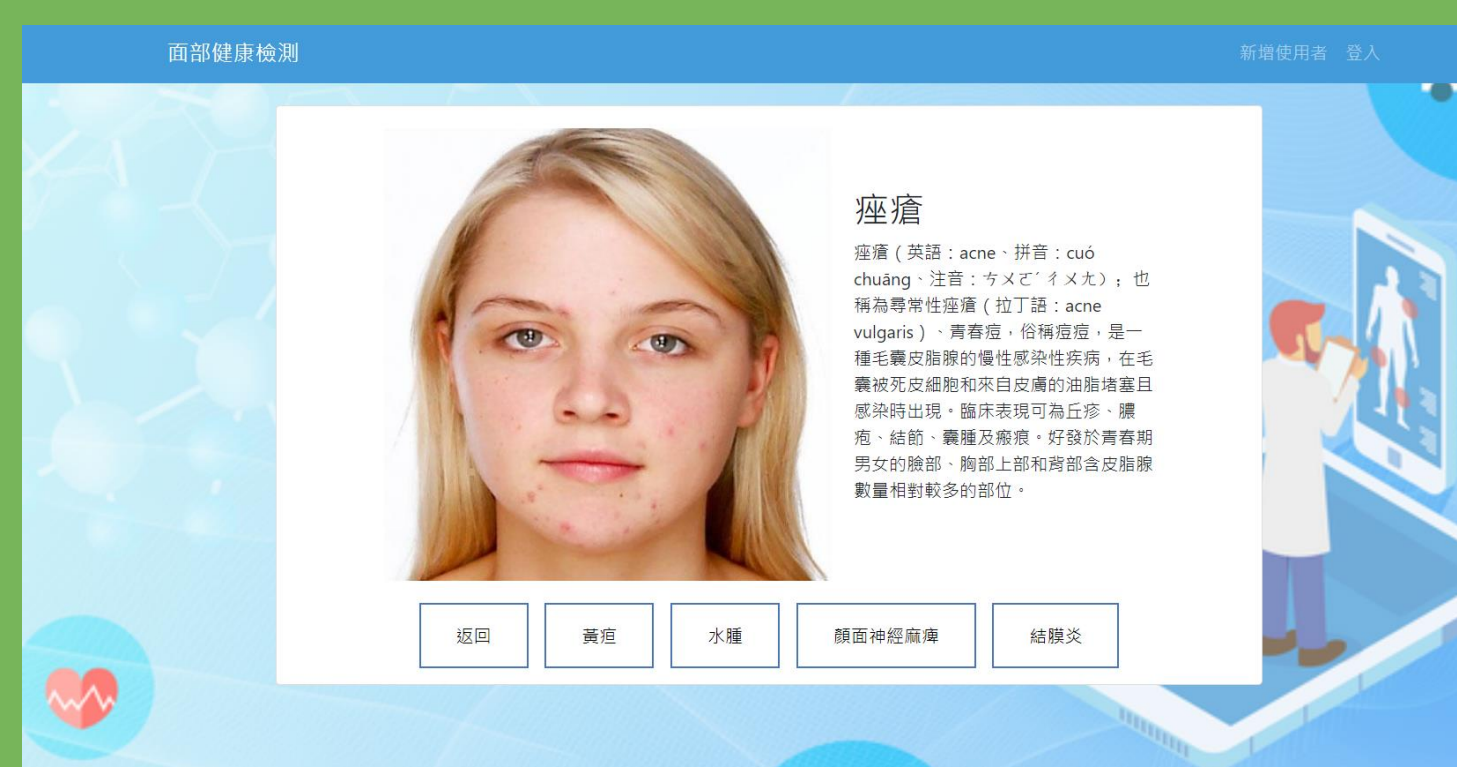 面部健康檢測
新增使用者 登入
痤瘡
痤瘡（英語：acne、拼音：cuó
chuāng、注音：ㄘㄨㄛˊ ㄔㄨㄤ）；也
稱為尋常性痤瘡（拉丁語：acne
vulgaris）、青春痘，俗稱痘痘，是一
種毛囊皮脂腺的慢性感染性疾病，在毛
囊被死皮細胞和來自皮膚的油脂堵塞且
感染時出現。臨床表現可為丘疹、膿
疱、結節、囊腫及瘢痕。好發於青春期
男女的臉部、胸部上部和背部含皮脂腺
數量相對較多的部位。
返回 黃疸 水腫 顏面神經麻痺 結膜炎